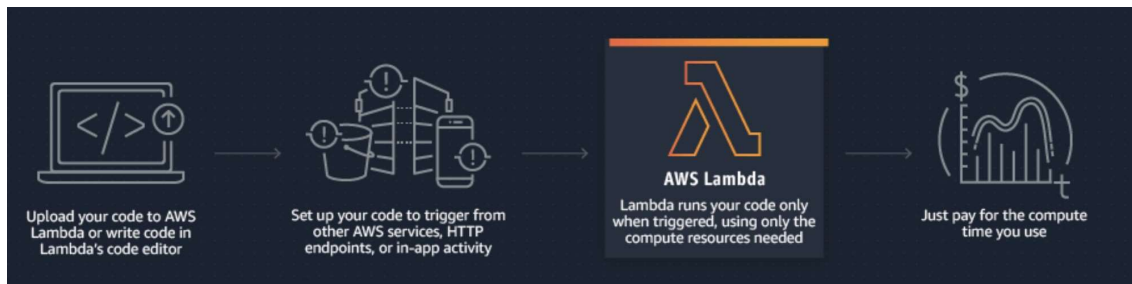 </>
$
t
Upload your code to AWS
Lambda or write code in
Lambda's code editor
Set up your code to trigger from
other AWS services, HTTP
endpoints, or in-app activity
AWS Lambda
Lambda runs your code only
when triggered, using only the
compute resources needed
Just pay for the compute
time you use